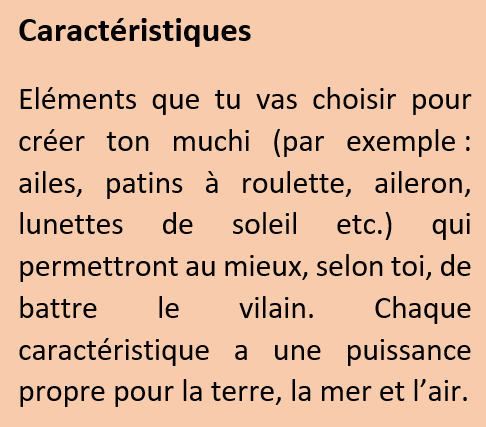 Caractéristiques
Eléments que tu vas choisir pour
créer ton muchi (par exemple :
ailes, patins à roulette, aileron,
lunettes de soleil etc.) qui
permettront au mieux, selon toi, de
battre le vilain. Chaque
caractéristique a une puissance
propre pour la terre, la mer et l’air.